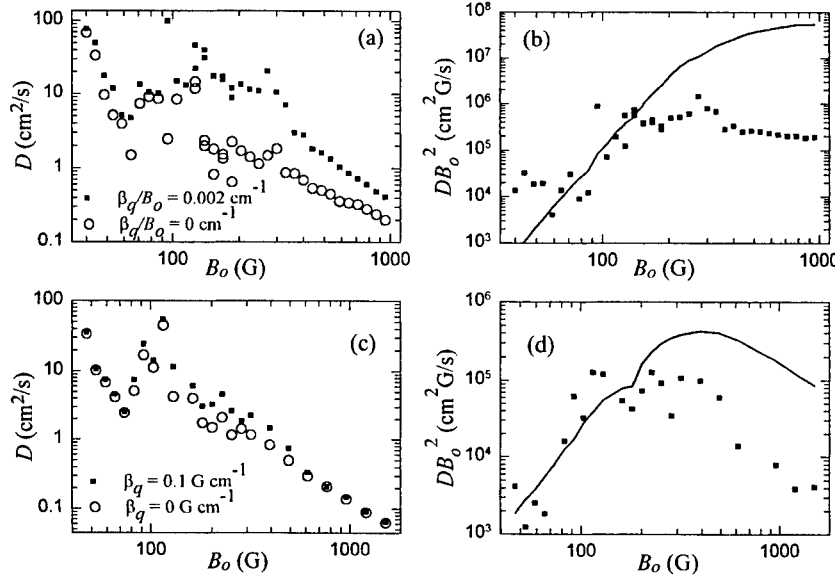 (a)
D (cm²/s)
100
10
1
0.1
β_q/B_o = 0.002 cm⁻¹
β_q/B_o = 0 cm⁻¹
100
1000
B_o (G)
(b)
DB_o² (cm²G/s)
10⁸
10⁷
10⁶
10⁵
10⁴
10³
100
1000
B_o (G)
(c)
D (cm²/s)
100
10
1
0.1
β_q = 0.1 G cm⁻¹
β_q = 0 G cm⁻¹
100
1000
B_o (G)
(d)
DB_o² (cm²G/s)
10⁶
10⁵
10⁴
10³
100
1000
B_o (G)